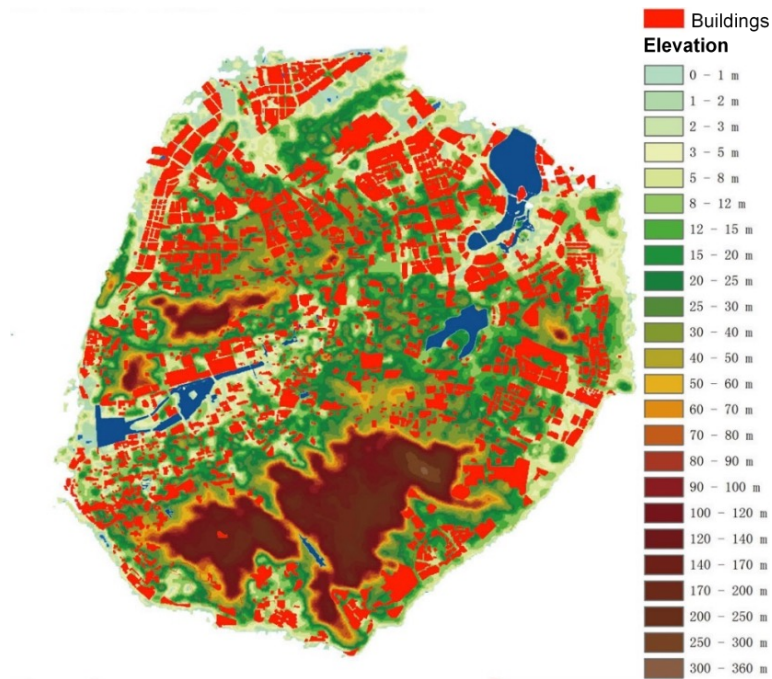 Buildings
Elevation
0 - 1 m
1 - 2 m
2 - 3 m
3 - 5 m
5 - 8 m
8 - 12 m
12 - 15 m
15 - 20 m
20 - 25 m
25 - 30 m
30 - 40 m
40 - 50 m
50 - 60 m
60 - 70 m
70 - 80 m
80 - 90 m
90 - 100 m
100 - 120 m
120 - 140 m
140 - 170 m
170 - 200 m
200 - 250 m
250 - 300 m
300 - 360 m